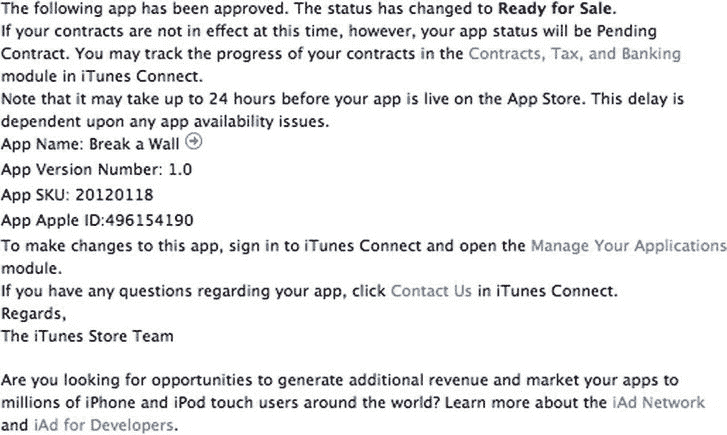 The following app has been approved. The status has changed to Ready for Sale.
If your contracts are not in effect at this time, however, your app status will be Pending
Contract. You may track the progress of your contracts in the Contracts, Tax, and Banking
module in iTunes Connect.
Note that it may take up to 24 hours before your app is live on the App Store. This delay is
dependent upon any app availability issues.
App Name: Break a Wall
App Version Number: 1.0
App SKU: 20120118
App Apple ID:496154190
To make changes to this app, sign in to iTunes Connect and open the Manage Your Applications
module.
If you have any questions regarding your app, click Contact Us in iTunes Connect.
Regards,
The iTunes Store Team
Are you looking for opportunities to generate additional revenue and market your apps to
millions of iPhone and iPod touch users around the world? Learn more about the iAd Network
and iAd for Developers.